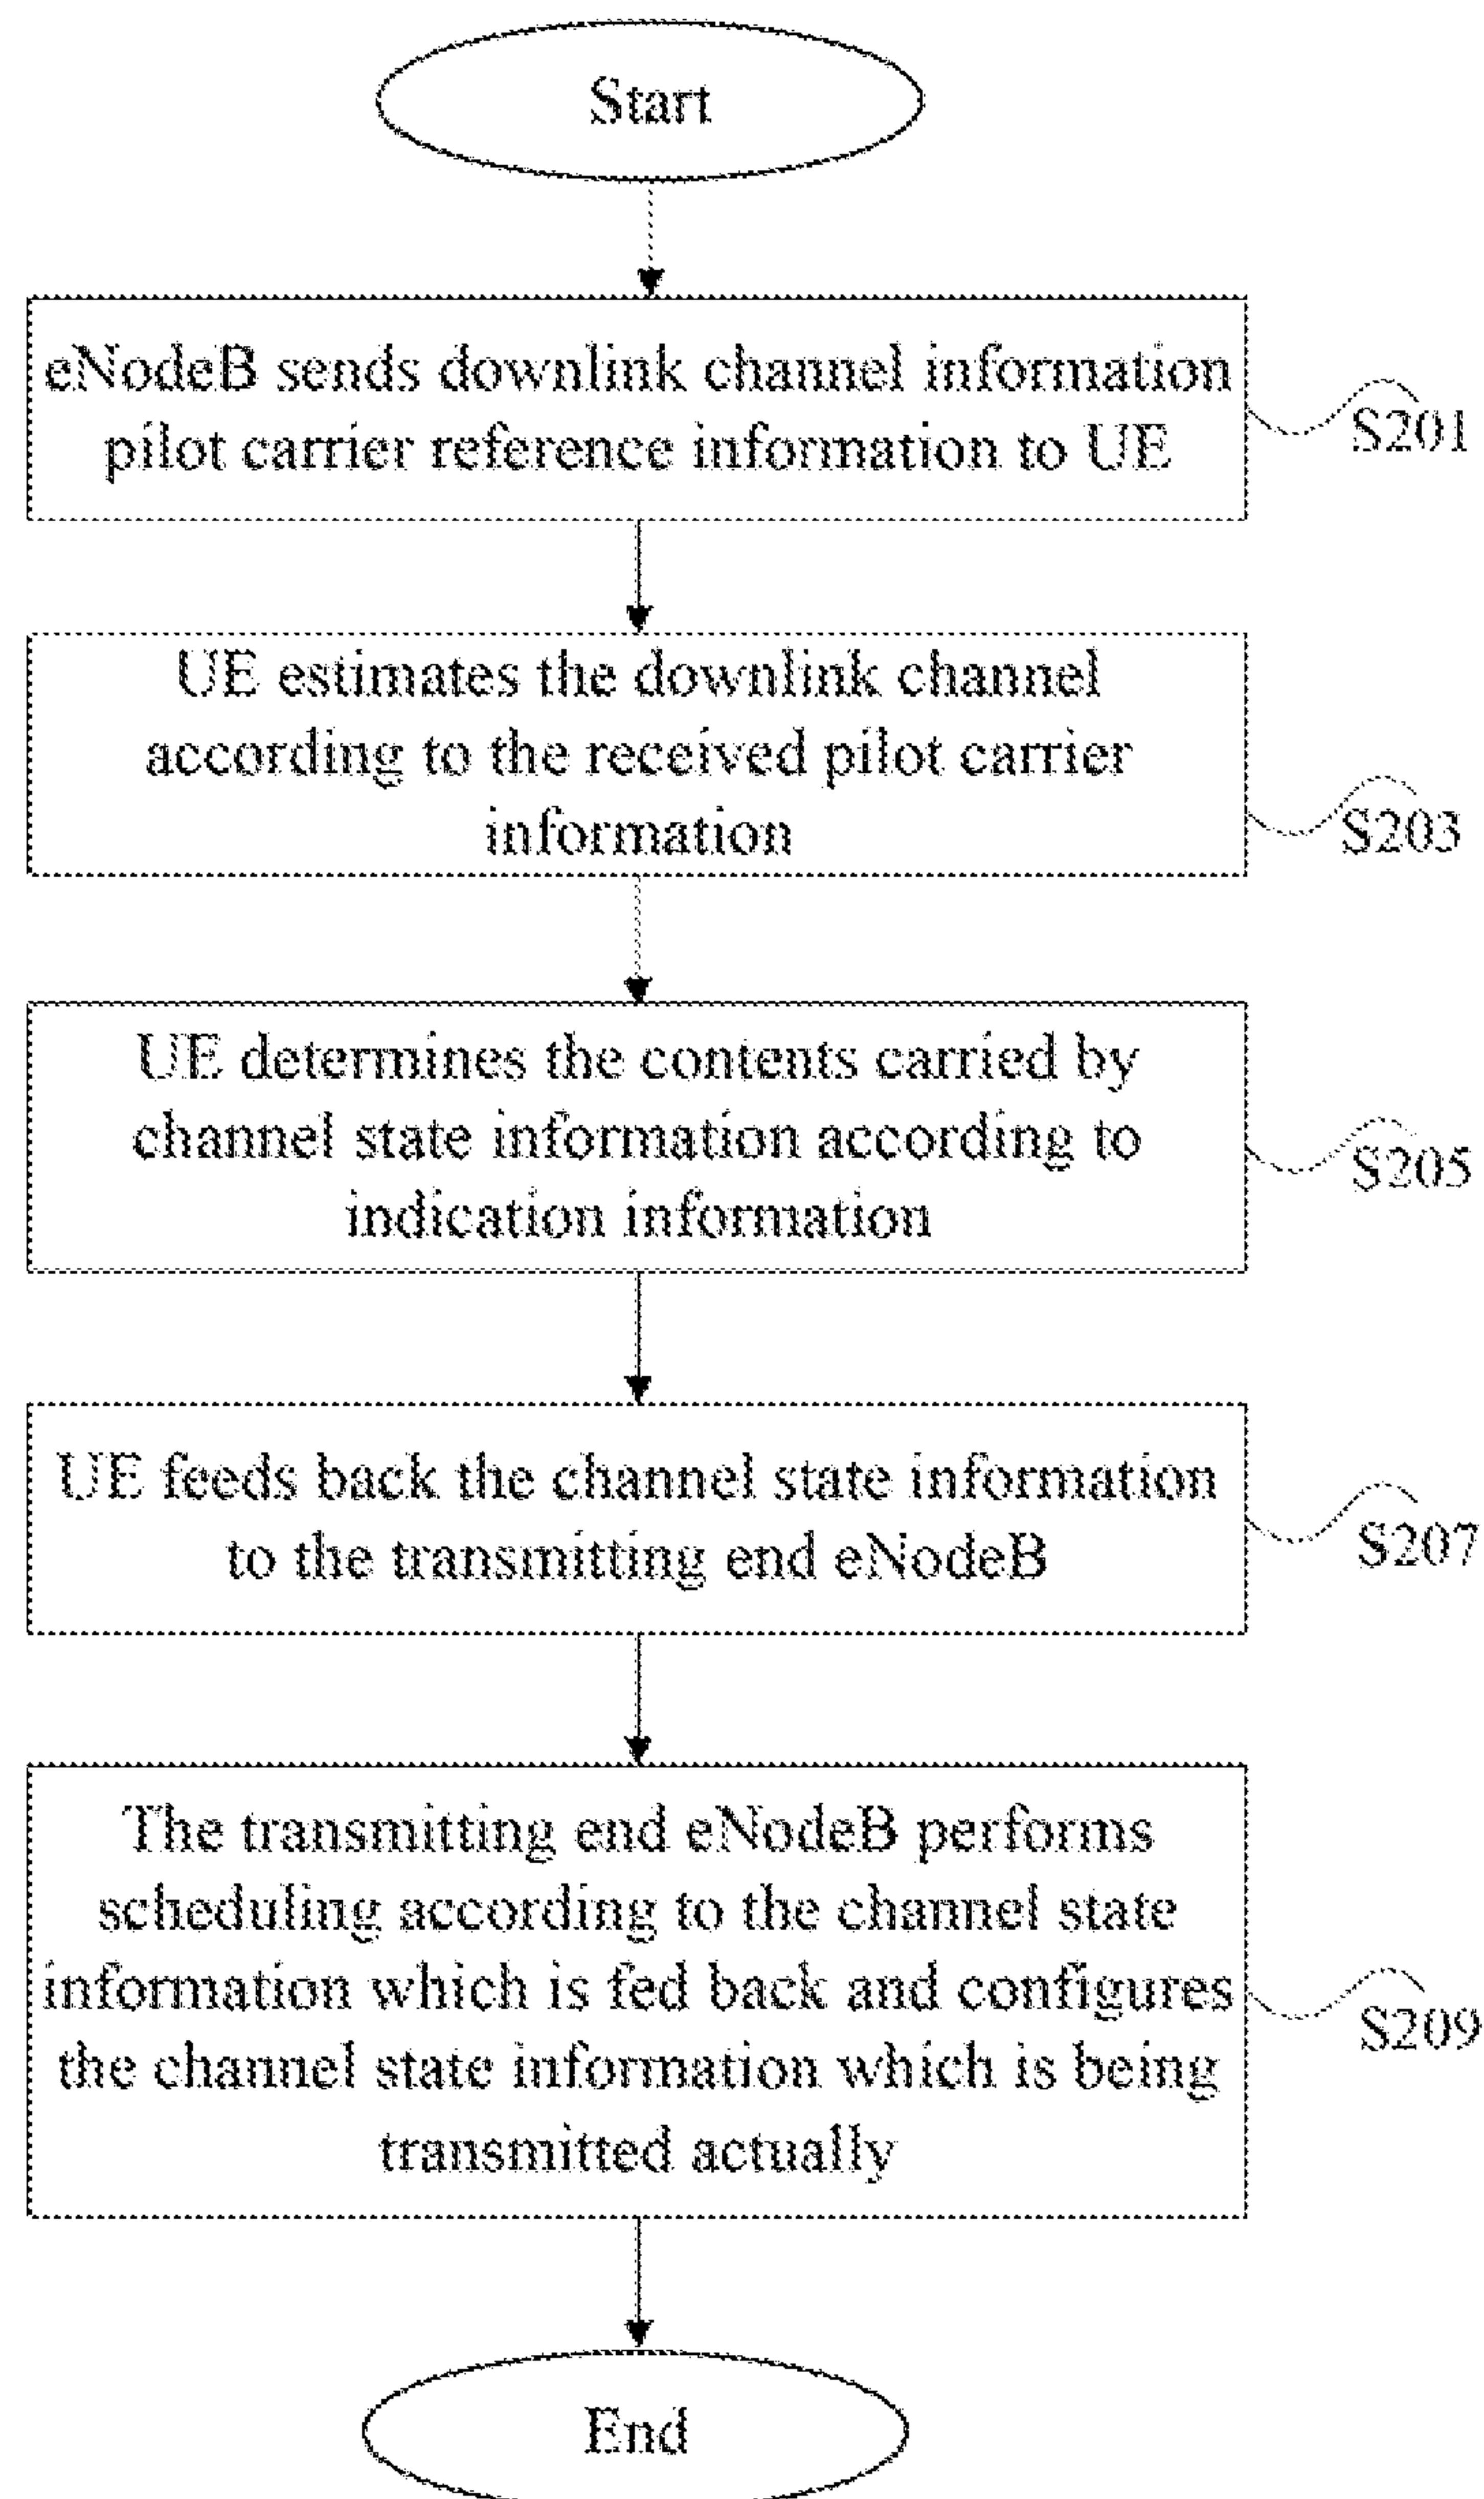 Start
eNodeB sends downlink channel information
pilot carrier reference information to UE
S201
UE estimates the downlink channel
according to the received pilot carrier
information
S203
UE determines the contents carried by
channel state information according to
indication information
S205
UE feeds back the channel state information
to the transmitting end eNodeB
S207
The transmitting end eNodeB performs
scheduling according to the channel state
information which is fed back and configures
the channel state information which is being
transmitted actually
S209
End